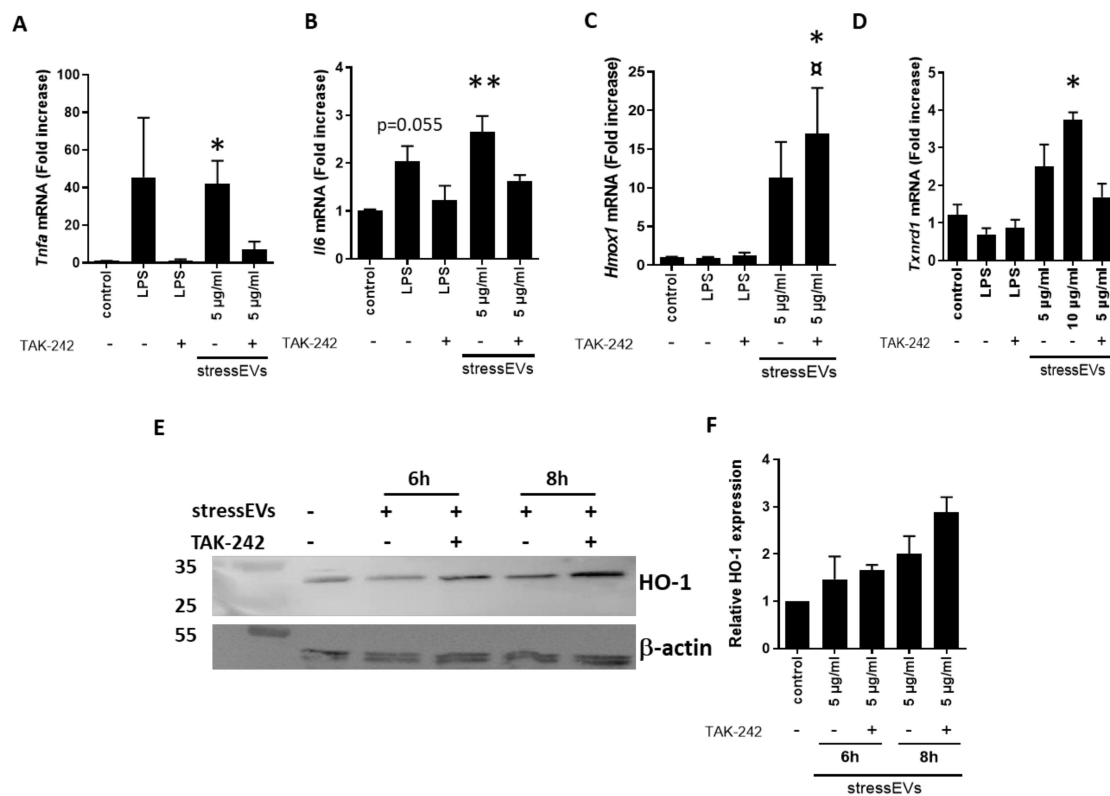 A
Tnfa mRNA (Fold increase)
100
80
60
40
20
0
*
control
LPS
LPS
5 µg/ml
5 µg/ml
TAK-242 - - + - +
stressEVs
B
Il6 mRNA (Fold increase)
4
3
2
1
0
p=0.055
**
control
LPS
LPS
5 µg/ml
5 µg/ml
TAK-242 - - + - +
stressEVs
C
Hmox1 mRNA (Fold increase)
25
20
15
10
5
0
*
¤
control
LPS
LPS
5 µg/ml
5 µg/ml
TAK-242 - - + - +
stressEVs
D
Txnrd1 mRNA (Fold increase)
5
4
3
2
1
0
*
control
LPS
LPS
5 µg/ml
10 µg/ml
5 µg/ml
TAK-242 - - + - - +
stressEVs
E
6h 8h
stressEVs - + + + +
TAK-242 - - + - +
35
25
HO-1
55
β-actin
F
Relative HO-1 expression
4
3
2
1
0
control
5 µg/ml
5 µg/ml
5 µg/ml
5 µg/ml
TAK-242 - - + - +
6h 8h
stressEVs